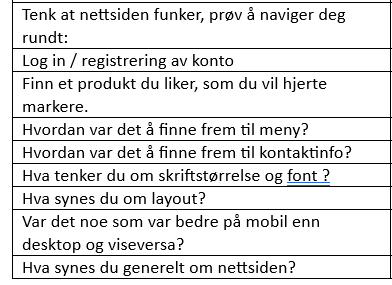 Tenk at nettsiden funker, prøv å naviger deg
rundt:
Log in / registrering av konto
Finn et produkt du liker, som du vil hjerte
markere.
Hvordan var det å finne frem til meny?
Hvordan var det å finne frem til kontaktinfo?
Hva tenker du om skriftstørrelse og font ?
Hva synes du om layout?
Var det noe som var bedre på mobil enn
desktop og viseversa?
Hva synes du generelt om nettsiden?